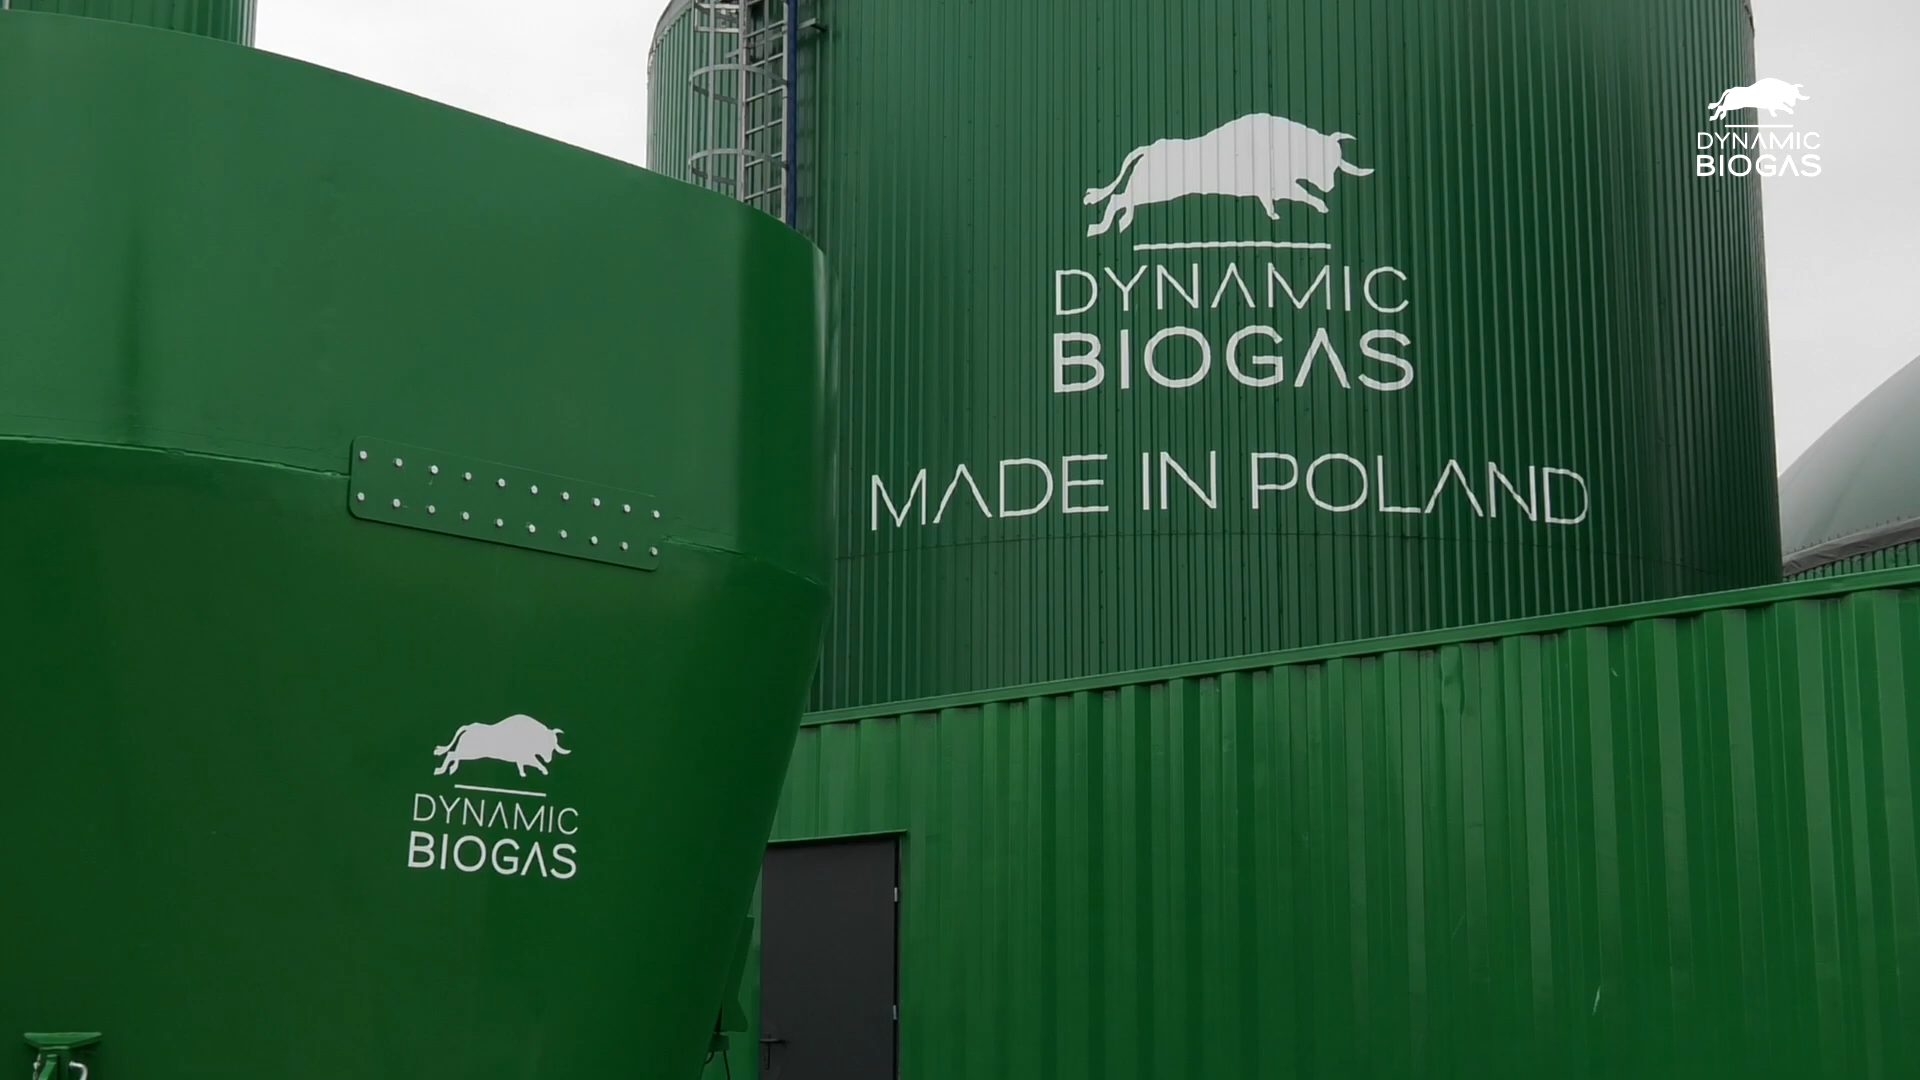 DYNAMIC
BIOGAS
DYNAMIC
BIOGAS
MADE IN POLAND
DYNAMIC
BIOGAS